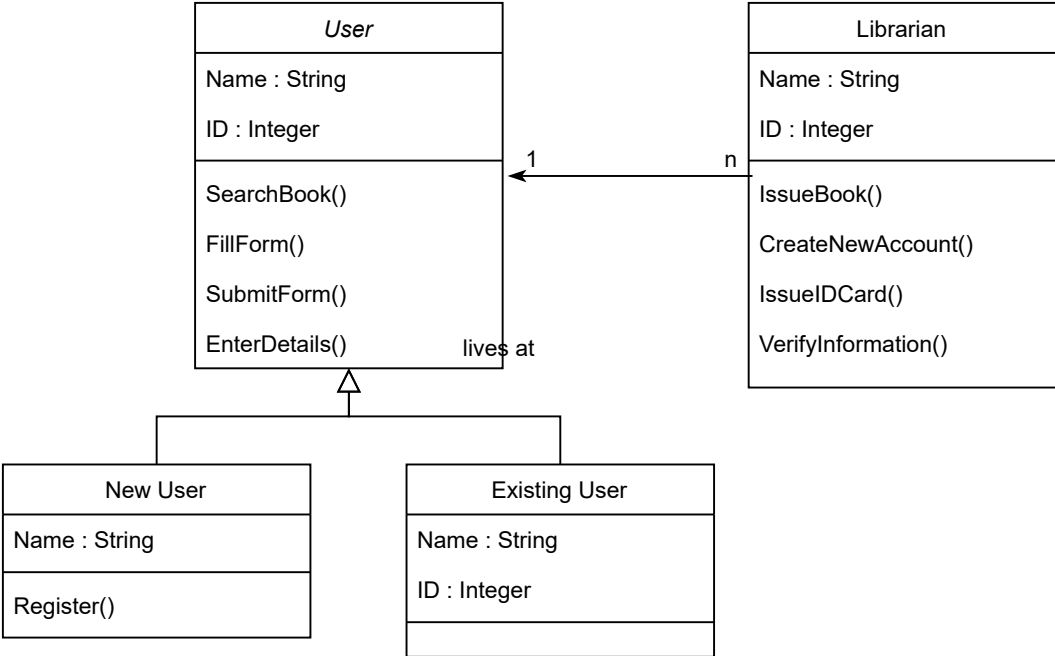 User
Name : String
ID : Integer
SearchBook()
FillForm()
SubmitForm()
EnterDetails()
lives at
1
n
Librarian
Name : String
ID : Integer
IssueBook()
CreateNewAccount()
IssueIDCard()
VerifyInformation()
New User
Name : String
Register()
Existing User
Name : String
ID : Integer